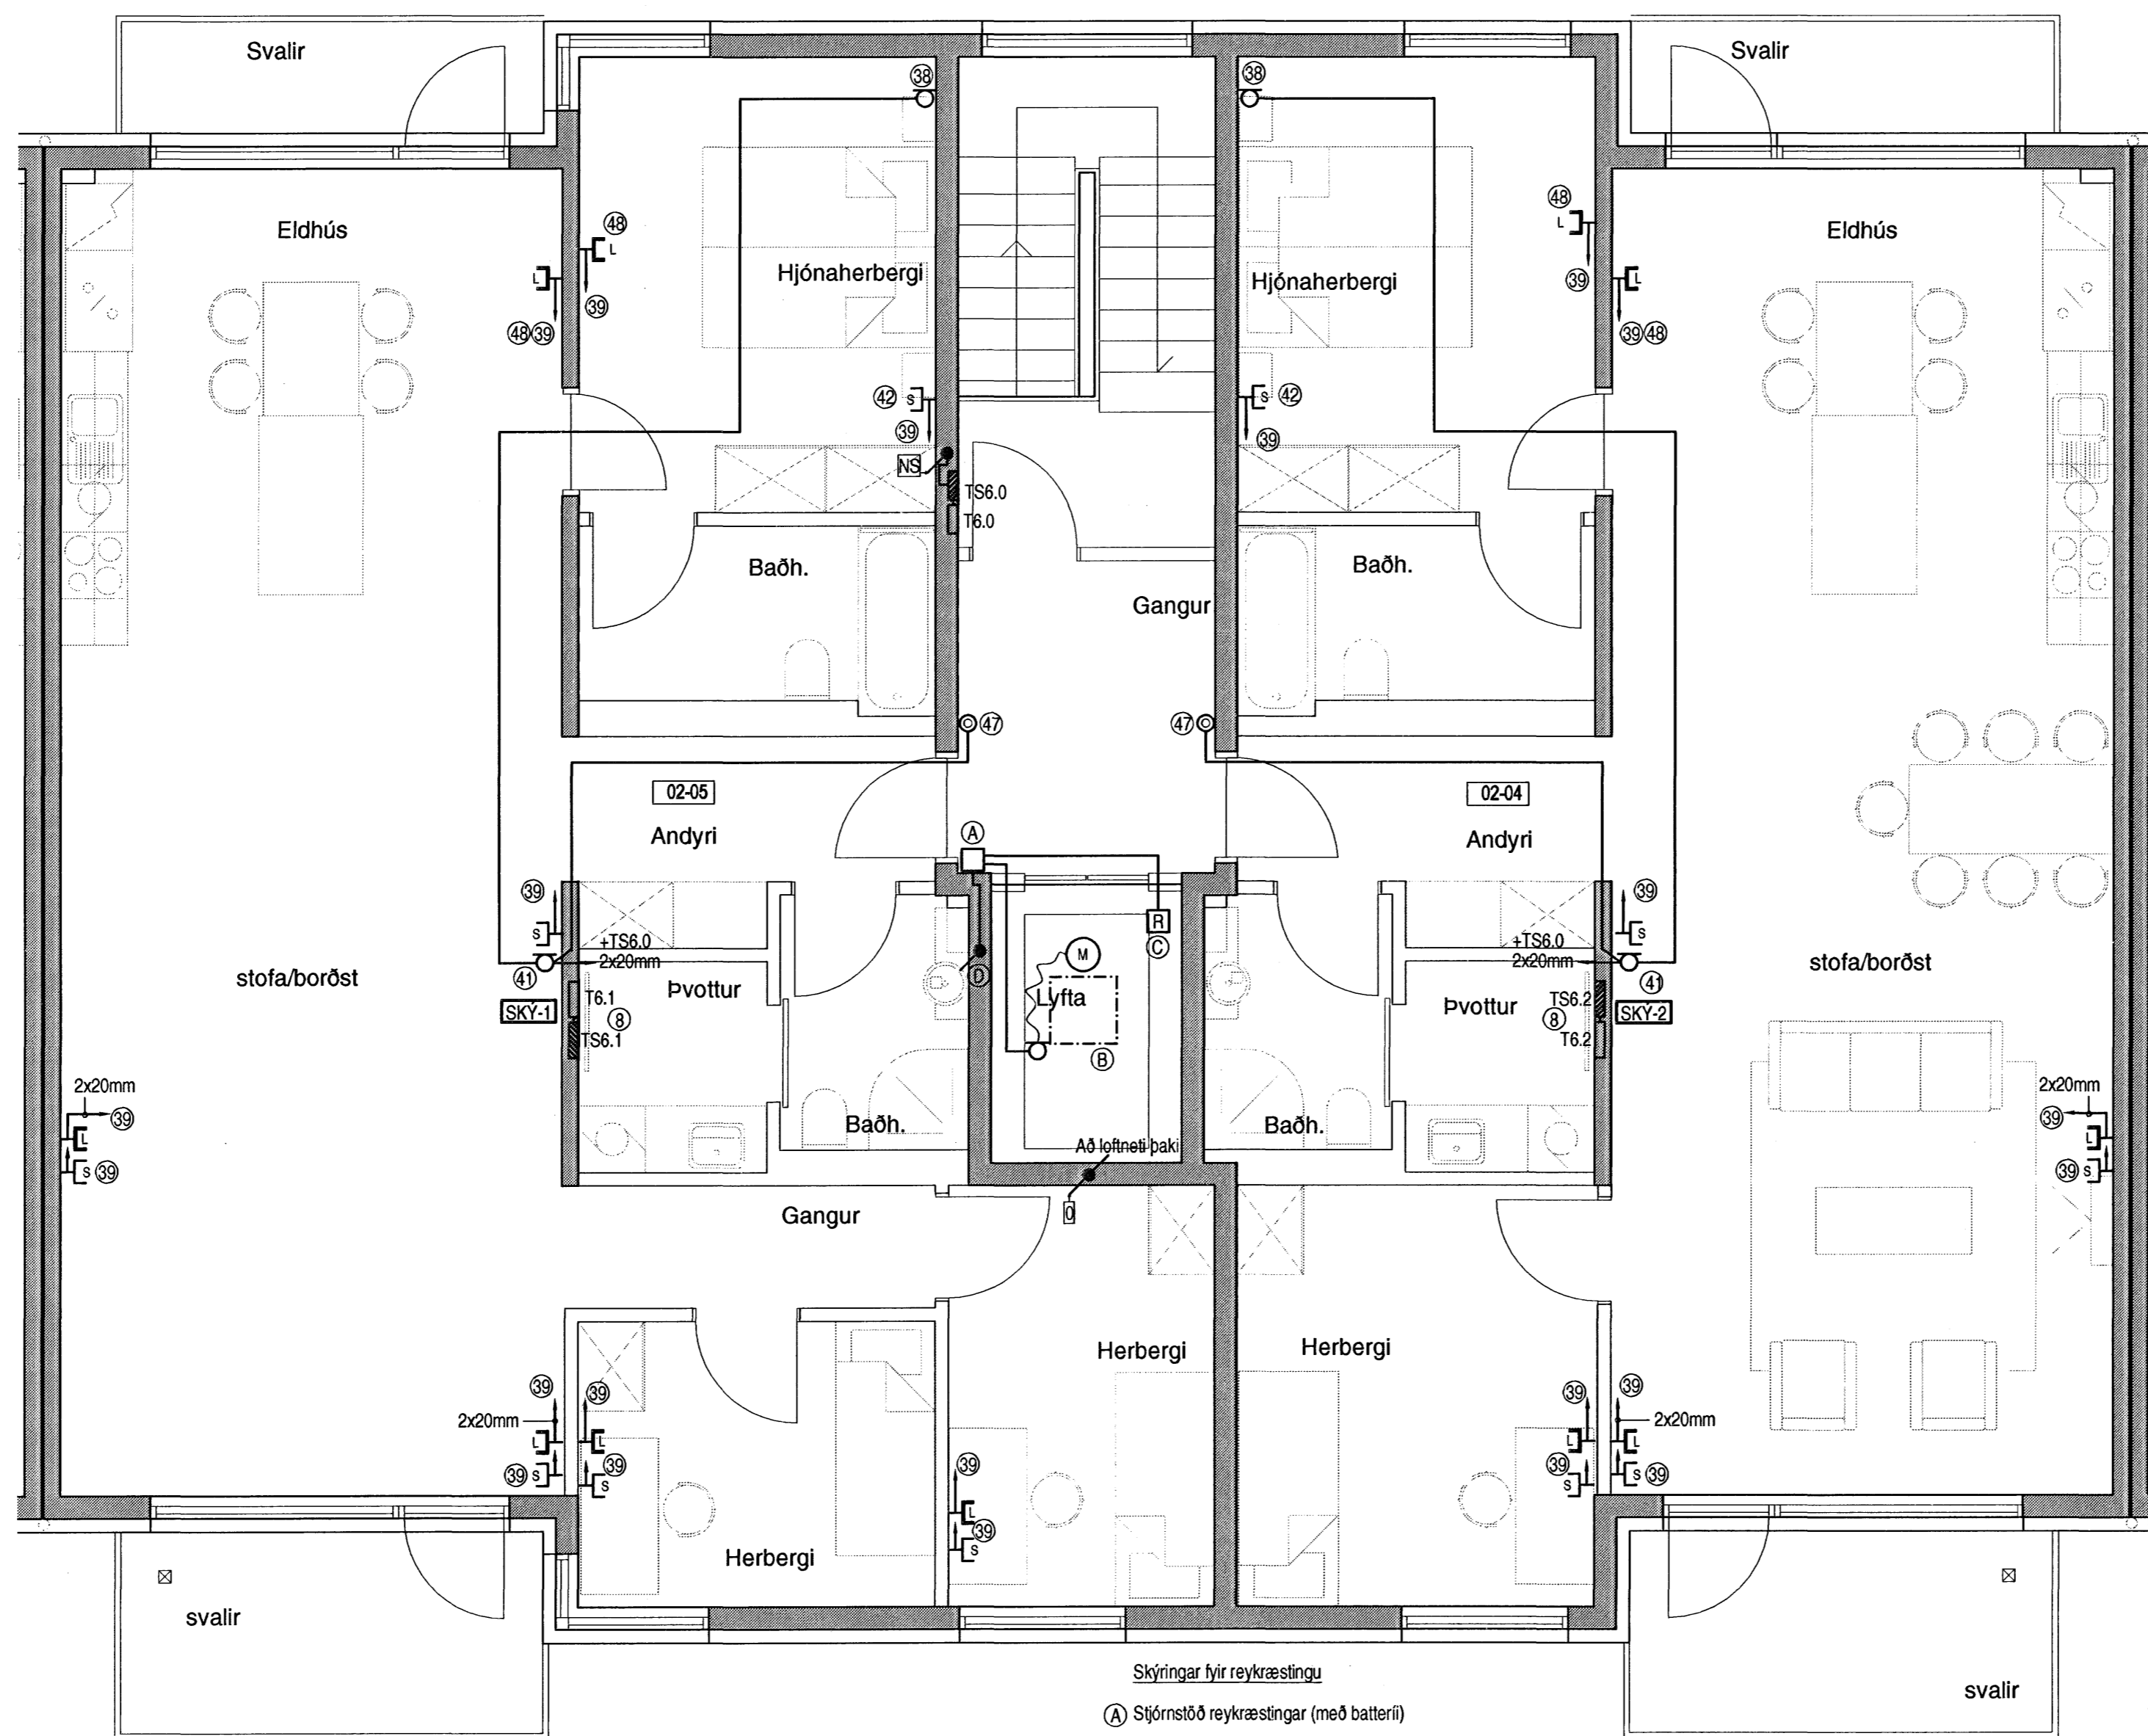 Svalir
Svalir
38
38
Eldhús
48
L
L
39
48 39
Hjónaherbergi
Hjónaherbergi
48
L
39
L
39 48
Eldhús
42
S
39
S
42
39
NS
TS6.0
T6.0
Baðh.
Baðh.
Gangur
47
47
02-05
02-04
Andyri
Andyri
A
39
S
+TS6.0
2x20mm
41
SKÝ-1
T6.1
8
TS6.1
Þvottur
stofa/borðst
R
C
D
M
Lyfta
B
39
S
+TS6.0
2x20mm
41
SKÝ-2
TS6.2
8
T6.2
Þvottur
stofa/borðst
2x20mm
39
L
S 39
Baðh.
Baðh.
2x20mm
39
L
39 S
Að loftneti þaki
0
Gangur
Herbergi
Herbergi
39
39
2x20mm
L
L
39 S
39
S
39
L
39
S
39
39
2x20mm
L
L
39
S
S 39
Herbergi
svalir
svalir
Skýringar fyir reykræstingu
A Stjórnstöð reykræstingar (með batteríi)